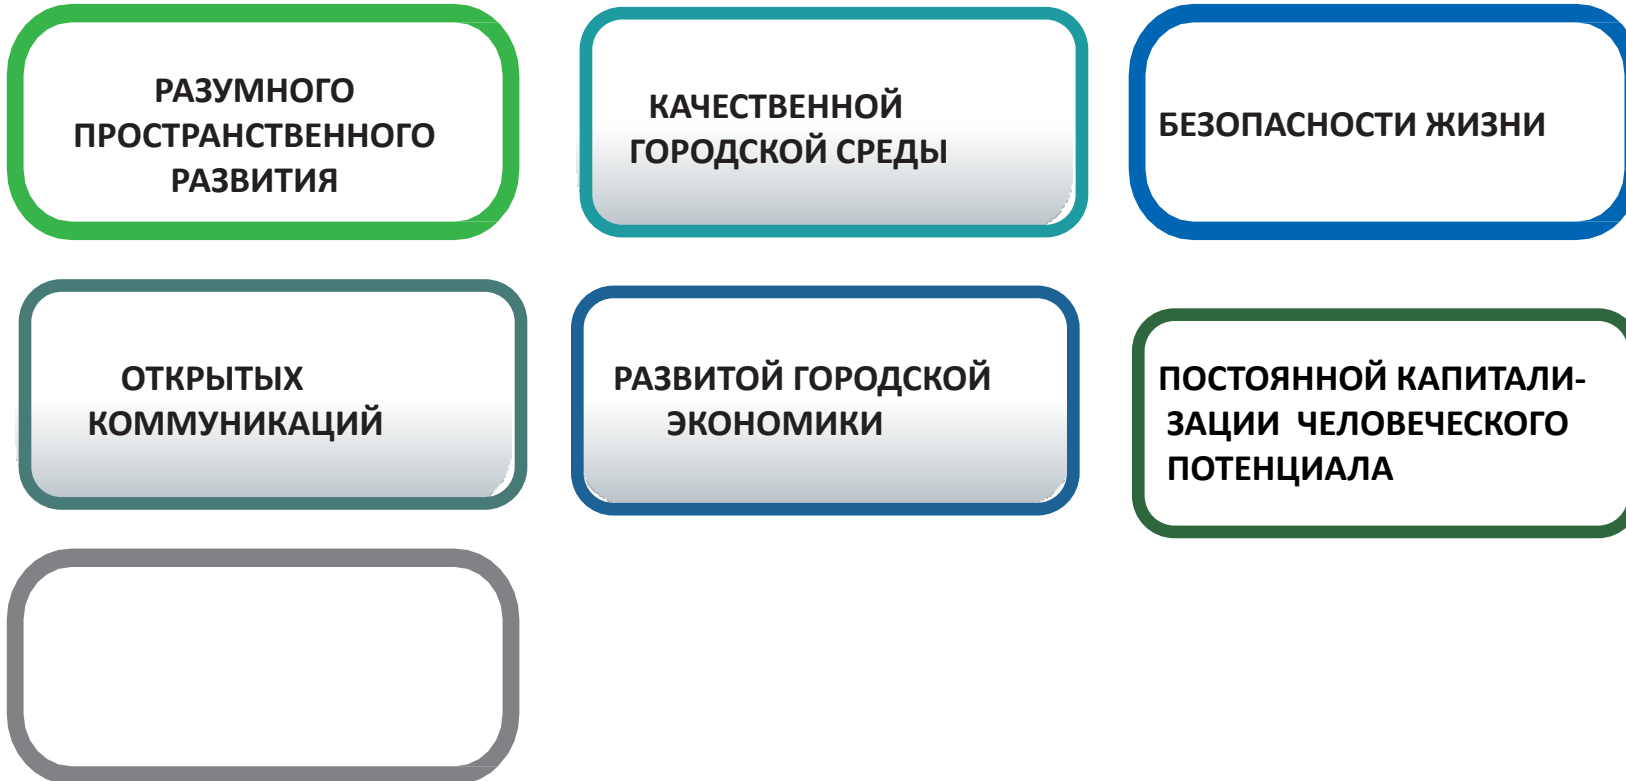 РАЗУМНОГО
ПРОСТРАНСТВЕННОГО
РАЗВИТИЯ
КАЧЕСТВЕННОЙ
ГОРОДСКОЙ СРЕДЫ
БЕЗОПАСНОСТИ ЖИЗНИ
ОТКРЫТЫХ
КОММУНИКАЦИЙ
РАЗВИТОЙ ГОРОДСКОЙ
ЭКОНОМИКИ
ПОСТОЯННОЙ КАПИТАЛИ-
ЗАЦИИ ЧЕЛОВЕЧЕСКОГО
ПОТЕНЦИАЛА